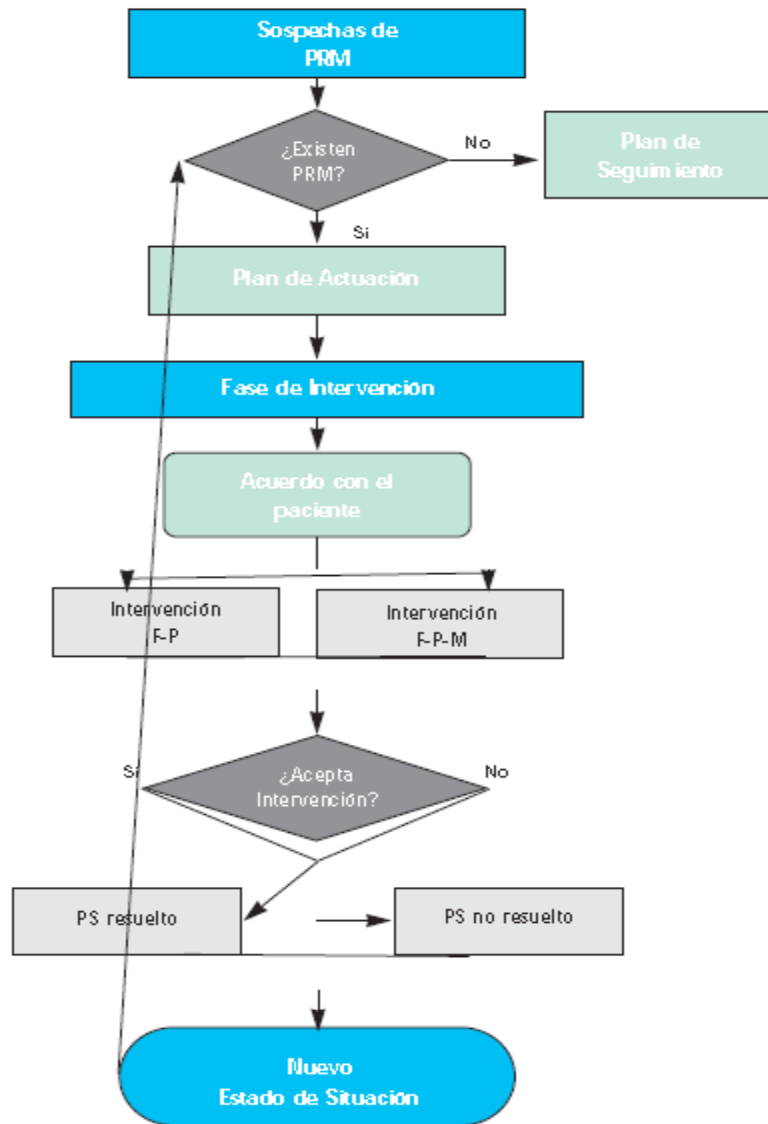 Sospechas de
PRM
¿Existen
PRM?
No
Plan de
Seguimiento
Si
Plan de Actuación
Fase de Intervención
Acuerdo con el
paciente
Intervención
F-P
Intervención
F-P-M
Si
¿Acepta
Intervención?
No
PS resuelto
PS no resuelto
Nuevo
Estado de Situación